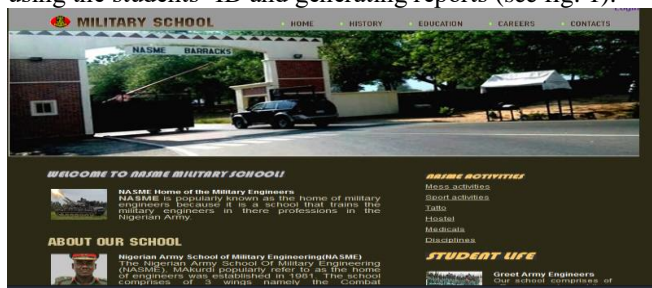 using the students' ID and generating reports (see fig. 1).
Login
MILITARY SCHOOL
HOME
HISTORY
EDUCATION
CAREERS
CONTACTS
NASME BARRACKS
WELCOME TO NASME MILITARY SCHOOL!
NASME Home of the Military Engineers
NASME is popularly known as the home of military
engineers because it is a school that trains the
military engineers in there professions in the
Nigerian Army.
ABOUT OUR SCHOOL
Nigerian Army School of Military Engineering(NASME)
The Nigerian Army School Of Military Engineering
(NASME), MAkurdi popularly refer to as the home
of engineers was established in 1961. The school
comprises of 3 wings namely the Combat
NASME ACTIVITIES
Mess activities
Sport activities
Tatto
Hostel
Medicals
Disciplines
STUDENT LIFE
Greet Army Engineers
Our school comprises of